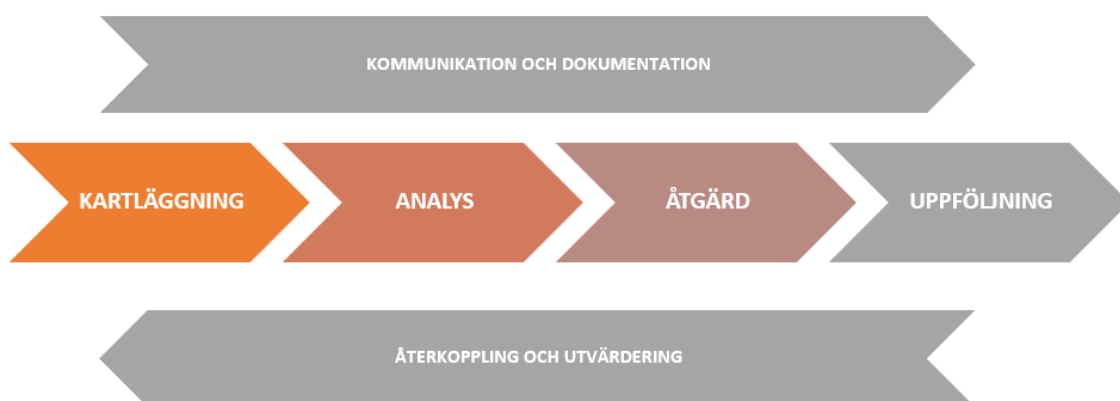 KOMMUNIKATION OCH DOKUMENTATION
KARTLÄGGNING
ANALYS
ÅTGÄRD
UPPFÖLJNING
ÅTERKOPPLING OCH UTVÄRDERING